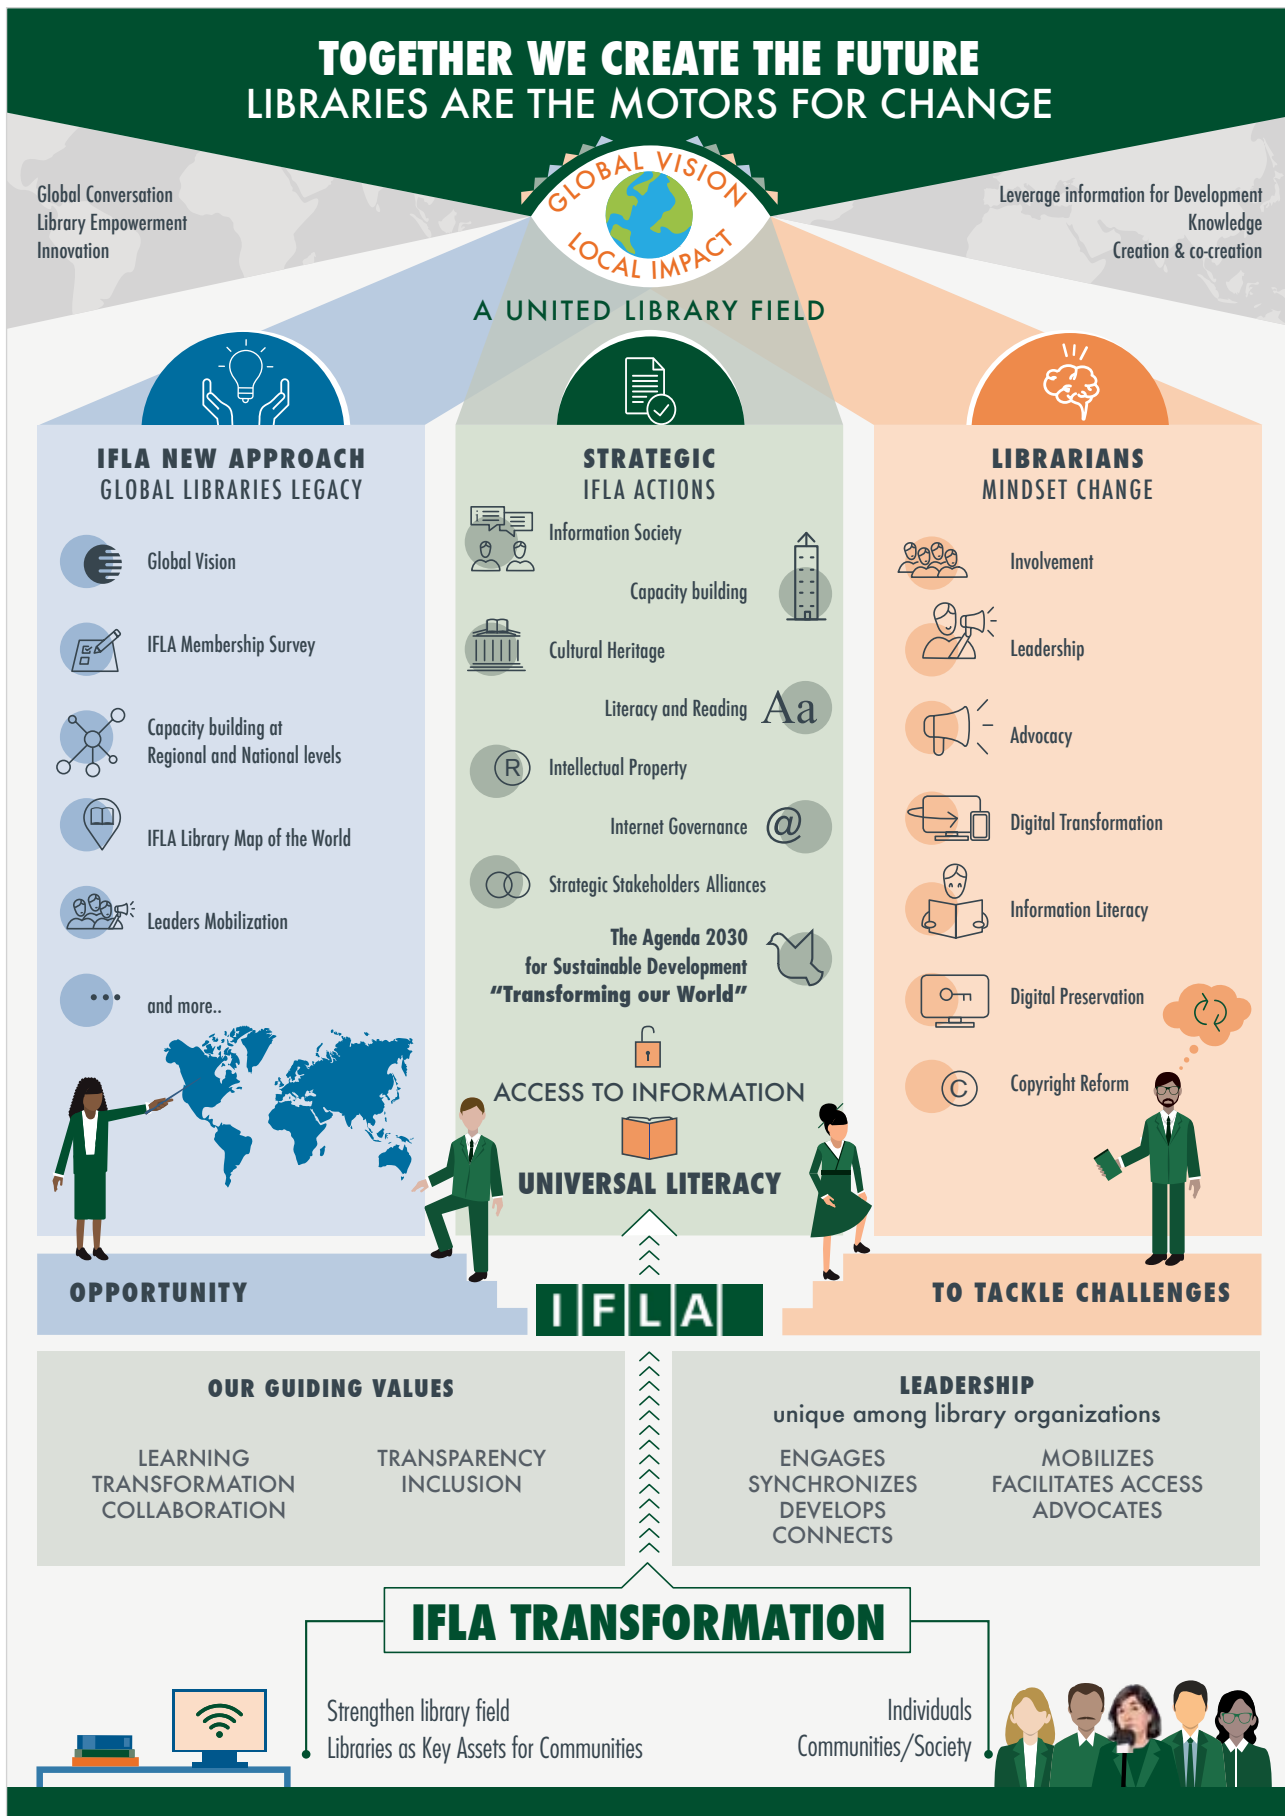 TOGETHER WE CREATE THE FUTURE
LIBRARIES ARE THE MOTORS FOR CHANGE
Global Conversation
Library Empowerment
Innovation
GLOBAL VISION
LOCAL IMPACT
Leverage information for Development
Knowledge
Creation & co-creation
A UNITED LIBRARY FIELD
IFLA NEW APPROACH
GLOBAL LIBRARIES LEGACY
Global Vision
IFLA Membership Survey
Capacity building at
Regional and National levels
IFLA Library Map of the World
Leaders Mobilization
and more..
STRATEGIC
IFLA ACTIONS
i
Information Society
Capacity building
Cultural Heritage
Literacy and Reading
Aa
R
Intellectual Property
Internet Governance
@
Strategic Stakeholders Alliances
The Agenda 2030
for Sustainable Development
“Transforming our World”
ACCESS TO INFORMATION
UNIVERSAL LITERACY
LIBRARIANS
MINDSET CHANGE
Involvement
Leadership
Advocacy
Digital Transformation
Information Literacy
Digital Preservation
C
Copyright Reform
OPPORTUNITY
IFLA
TO TACKLE CHALLENGES
OUR GUIDING VALUES
LEARNING
TRANSFORMATION
COLLABORATION
TRANSPARENCY
INCLUSION
LEADERSHIP
unique among library organizations
ENGAGES
SYNCHRONIZES
DEVELOPS
CONNECTS
MOBILIZES
FACILITATES ACCESS
ADVOCATES
IFLA TRANSFORMATION
Strengthen library field
Libraries as Key Assets for Communities
Individuals
Communities/Society